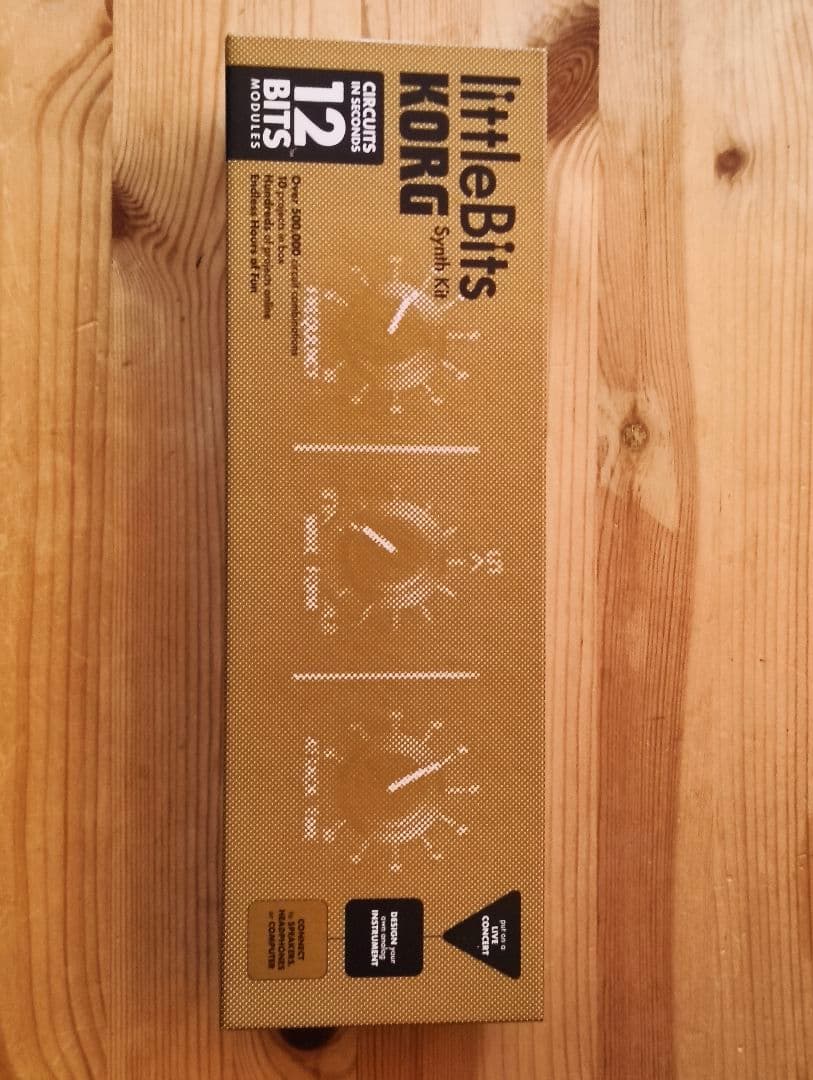 littleBits
KORG Synth Kit
CIRCUITS
IN SECONDS
12
BITS™
MODULES
Over 500,000 circuit combinations
10 projects in box
Hundreds of projects online
Endless Hours of Fun!
put on a
LIVE
CONCERT
DESIGN your
own analog
INSTRUMENT
CONNECT
to SPEAKERS,
HEADPHONES
or COMPUTER